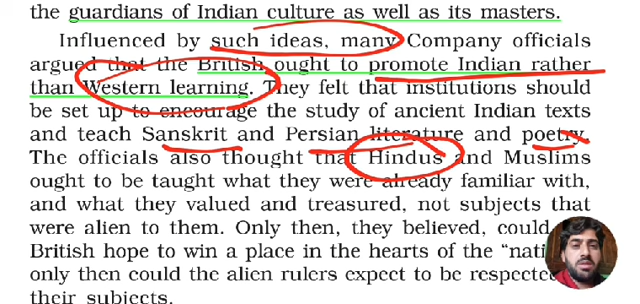 the guardians of Indian culture as well as its masters.
Influenced by such ideas, many Company officials
argued that the British ought to promote Indian rather
than Western learning. They felt that institutions should
be set up to encourage the study of ancient Indian texts
and teach Sanskrit and Persian literature and poetry.
The officials also thought that Hindus and Muslims
ought to be taught what they were already familiar with,
and what they valued and treasured, not subjects that
were alien to them. Only then, they believed, could
British hope to win a place in the hearts of the
only then could the alien rulers expect to be respected
their subjects.